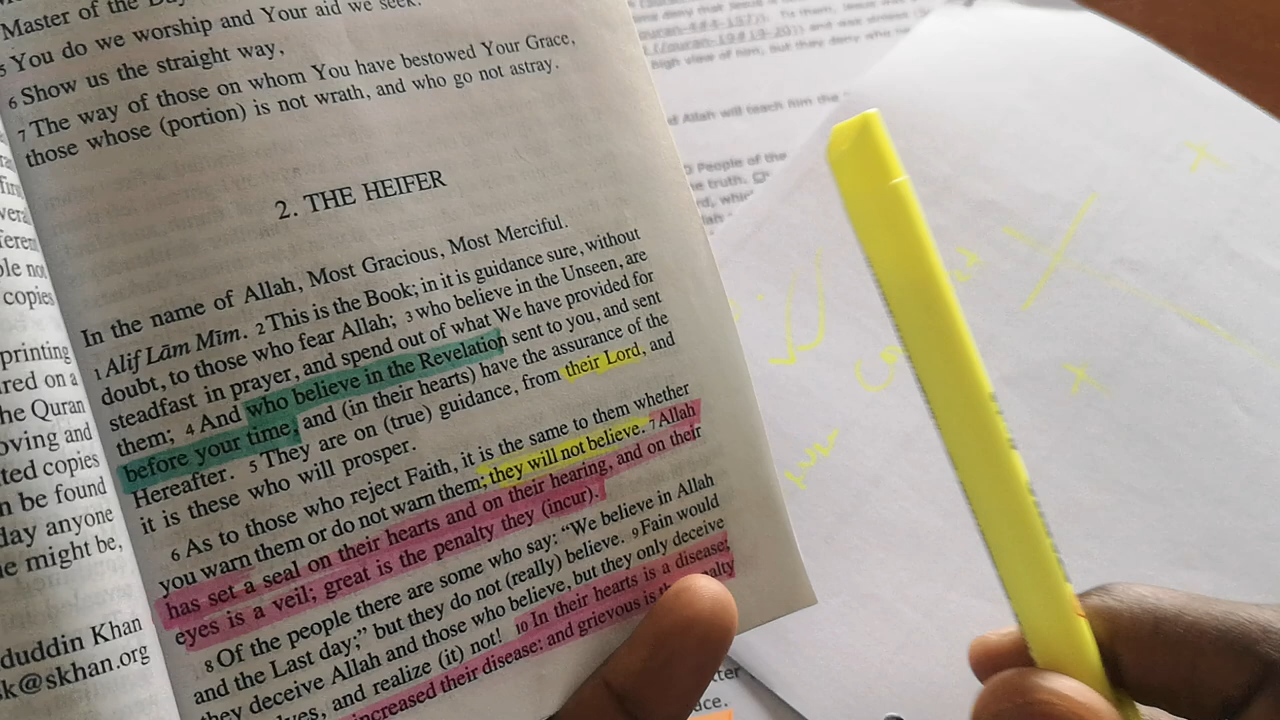 Master of the Day
5 You do we worship and Your aid we seek.
6 Show us the straight way,
7 The way of those on whom You have bestowed Your Grace,
those whose (portion) is not wrath, and who go not astray.
2. THE HEIFER
In the name of Allah, Most Gracious, Most Merciful.
1 Alif Lām Mīm. 2 This is the Book; in it is guidance sure, without
doubt, to those who fear Allah; 3 who believe in the Unseen, are
steadfast in prayer, and spend out of what We have provided for
them; 4 And who believe in the Revelation sent to you, and sent
before your time, and (in their hearts) have the assurance of the
Hereafter. 5 They are on (true) guidance, from their Lord, and
it is these who will prosper.
6 As to those who reject Faith, it is the same to them whether
you warn them or do not warn them; they will not believe. 7 Allah
has set a seal on their hearts and on their hearing, and on their
eyes is a veil; great is the penalty they (incur).
8 Of the people there are some who say: “We believe in Allah
and the Last day;” but they do not (really) believe. 9 Fain would
they deceive Allah and those who believe, but they only deceive
and realize (it) not! 10 In their hearts is a disease;
increased their disease: and grievous is the
printing
on a
the Quran
and
copies
be found
day anyone
might be,
duddin Khan
skhan.org
Allah will teach him the
People of the
truth.